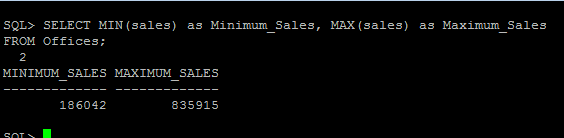 SQL> SELECT MIN(sales) as Minimum_Sales, MAX(sales) as Maximum_Sales
FROM Offices;
  2
MINIMUM_SALES MAXIMUM_SALES
------------- -------------
       186042        835915
SQL>